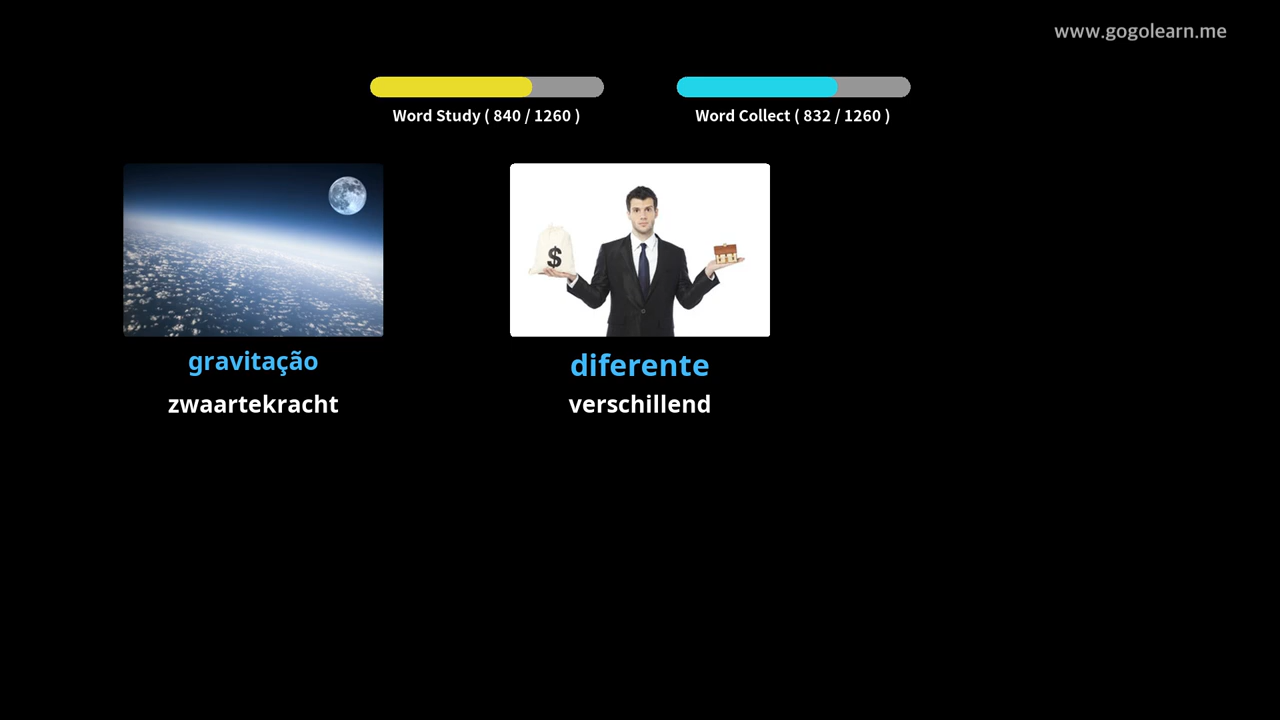 www.gogolearn.me
Word Study ( 840 / 1260 )
Word Collect ( 832 / 1260 )
$
gravitação
diferente
zwaartekracht
verschillend